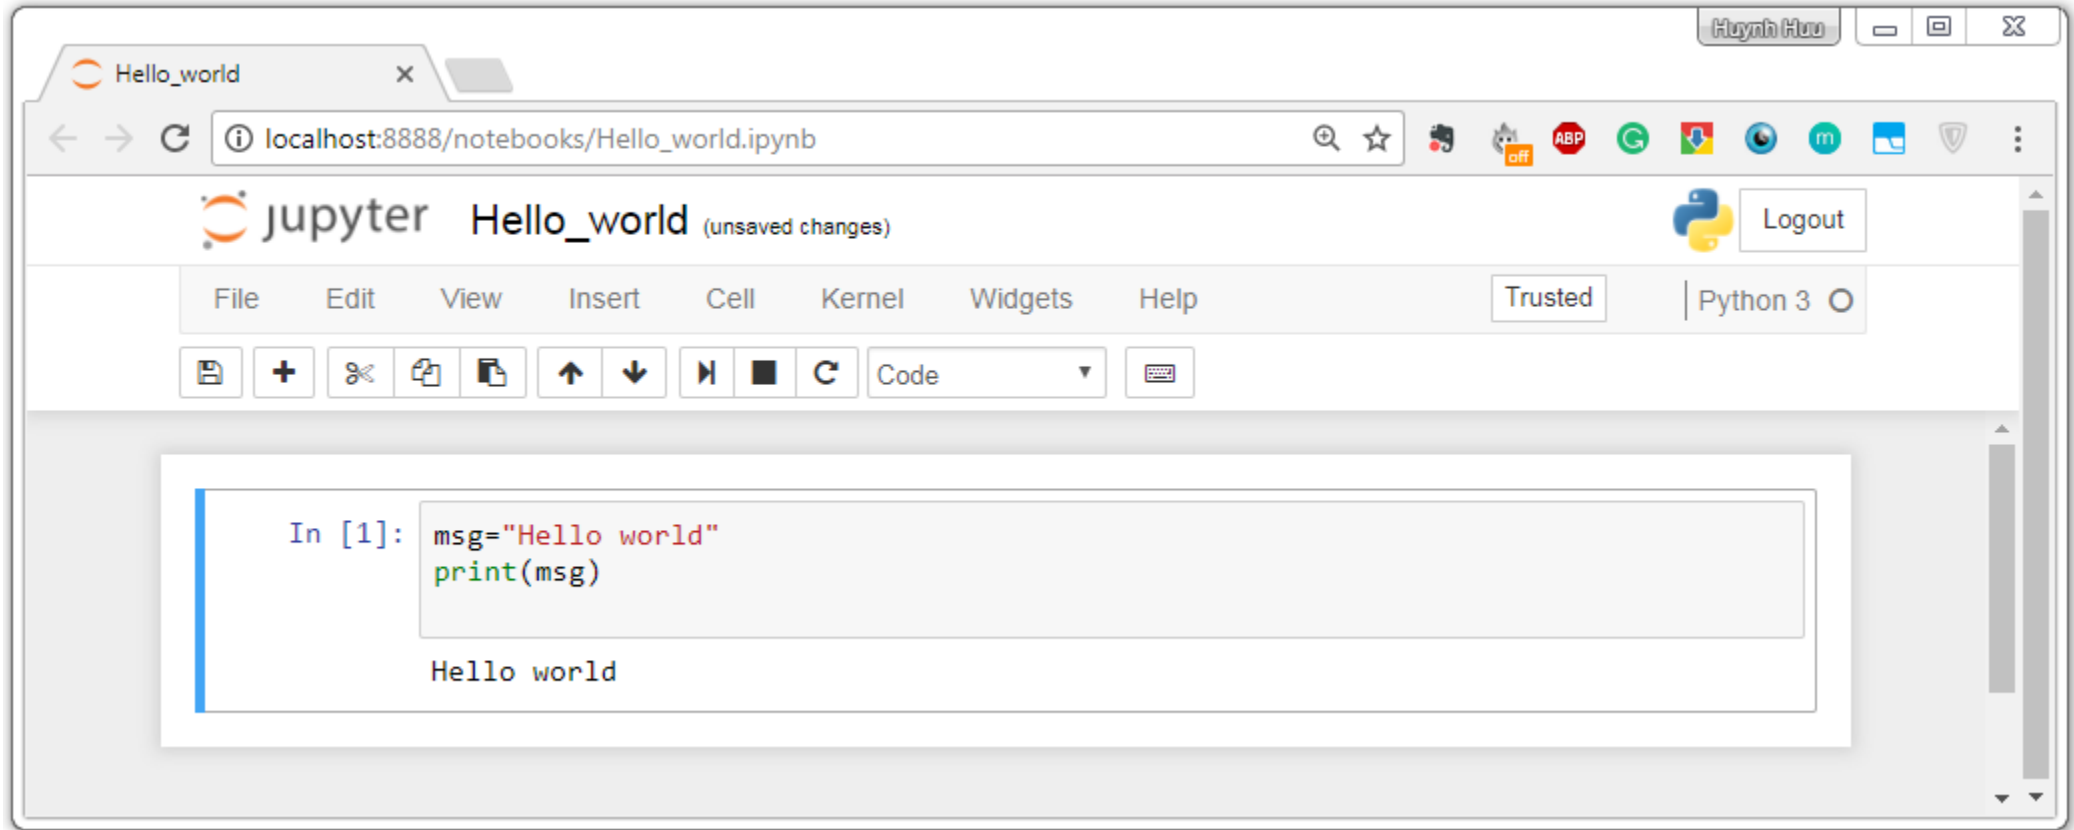 Huynh Huu
Hello_world
localhost:8888/notebooks/Hello_world.ipynb
off
ABP
G
m
jupyter Hello_world (unsaved changes)
Logout
File Edit View Insert Cell Kernel Widgets Help Trusted Python 3
Code
In [1]: msg="Hello world"
print(msg)
Hello world